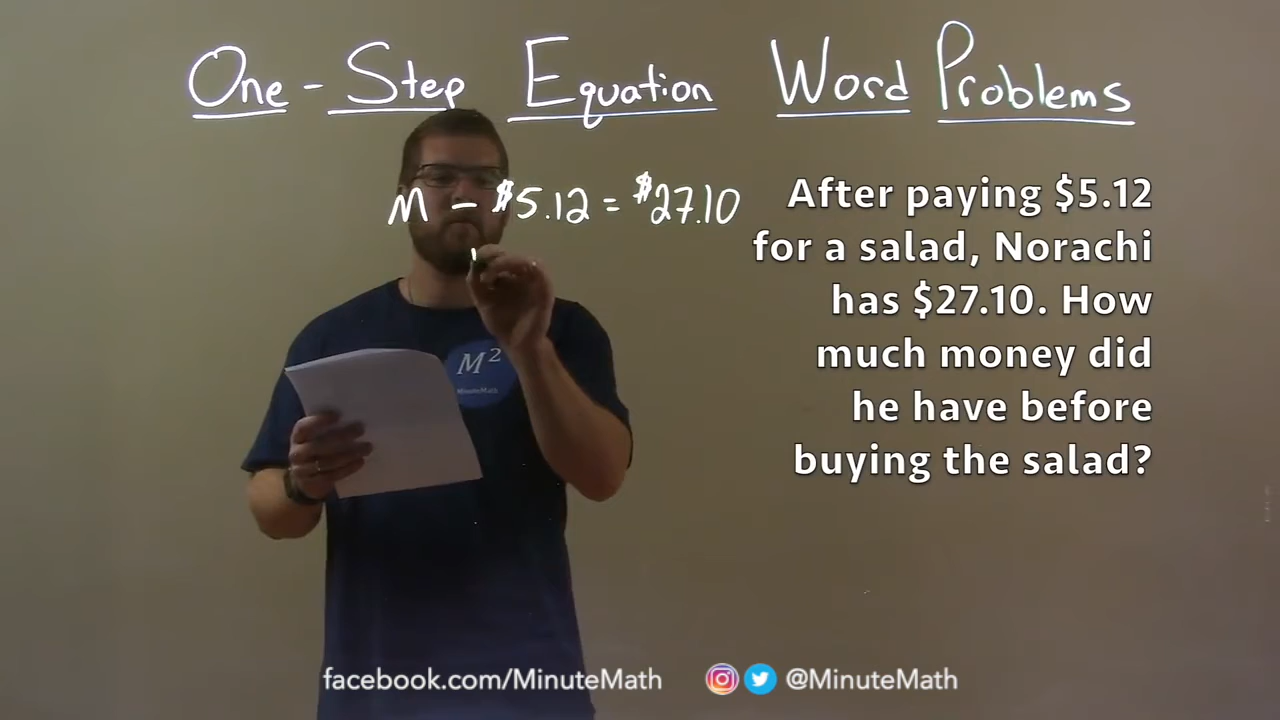 One-Step Equation Word Problems
M - $5.12 = $27.10
After paying $5.12
for a salad, Norachi
has $27.10. How
much money did
he have before
buying the salad?
M²
MinuteMath
facebook.com/MinuteMath
@MinuteMath